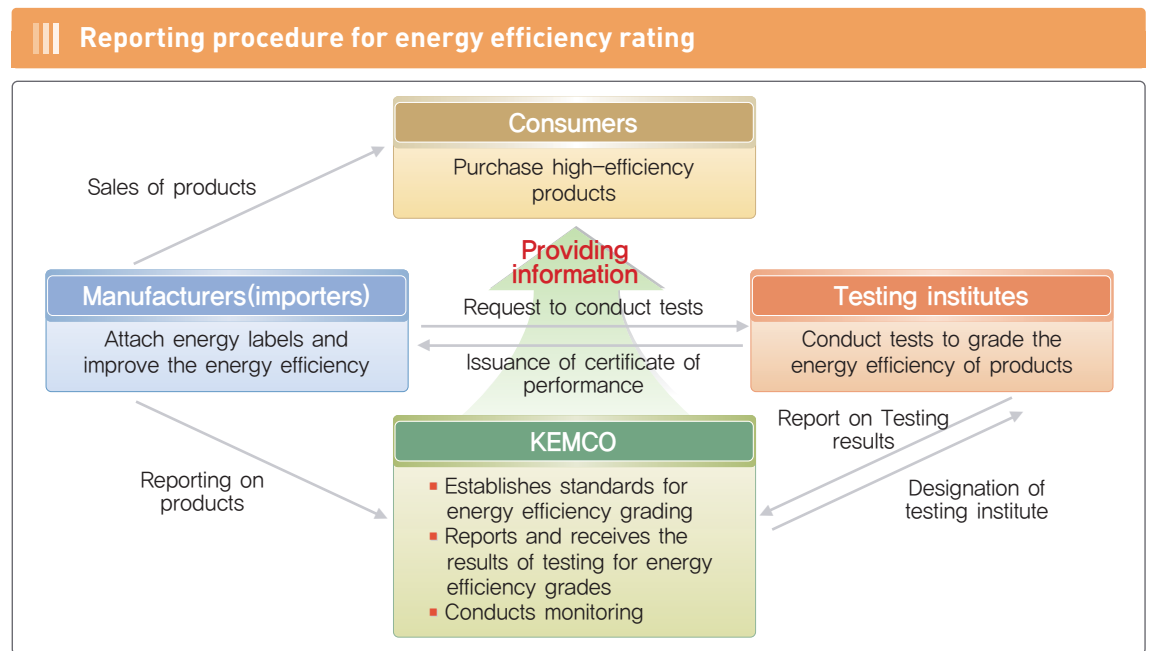 Reporting procedure for energy efficiency rating
Consumers
Purchase high-efficiency
products
Sales of products
Providing
information
Manufacturers(importers)
Attach energy labels and
improve the energy efficiency
Request to conduct tests
Issuance of certificate of
performance
Testing institutes
Conduct tests to grade the
energy efficiency of products
Reporting on
products
KEMCO
Establishes standards for
energy efficiency grading
Reports and receives the
results of testing for energy
efficiency grades
Conducts monitoring
Report on Testing
results
Designation of
testing institute